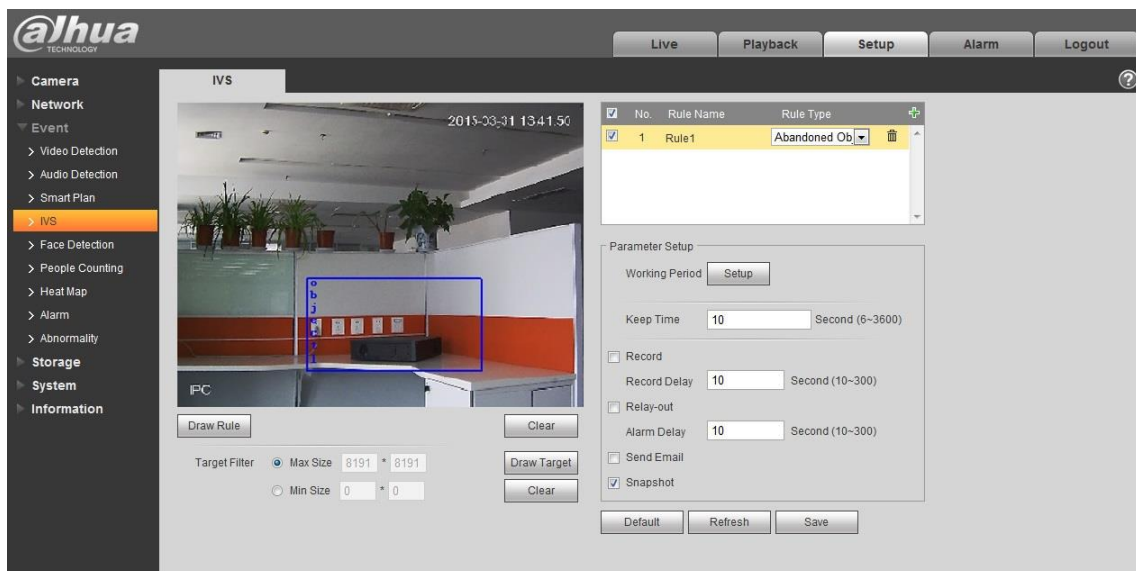 alhua
TECHNOLOGY
Live
Playback
Setup
Alarm
Logout
Camera
Network
Event
Video Detection
Audio Detection
Smart Plan
IVS
Face Detection
People Counting
Heat Map
Alarm
Abnormality
Storage
System
Information
IVS
2015-03-31 13:41:50
object1
IPC
Draw Rule
Clear
Target Filter
Max Size 8191 * 8191
Draw Target
Min Size 0 * 0
Clear
No. Rule Name Rule Type
1 Rule1 Abandoned Ob
Parameter Setup
Working Period Setup
Keep Time 10 Second (6~3600)
Record
Record Delay 10 Second (10~300)
Relay-out
Alarm Delay 10 Second (10~300)
Send Email
Snapshot
Default
Refresh
Save